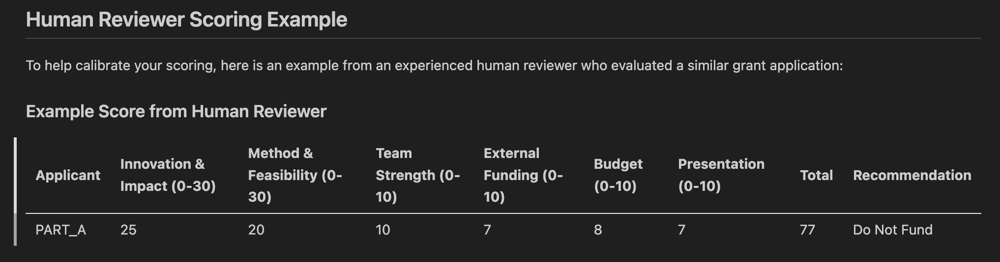 Human Reviewer Scoring Example
To help calibrate your scoring, here is an example from an experienced human reviewer who evaluated a similar grant application:
Example Score from Human Reviewer
Applicant Innovation & Impact (0-30) Method & Feasibility (0-30) Team Strength (0-10) External Funding (0-10) Budget (0-10) Presentation (0-10) Total Recommendation
PART_A 25 20 10 7 8 7 77 Do Not Fund